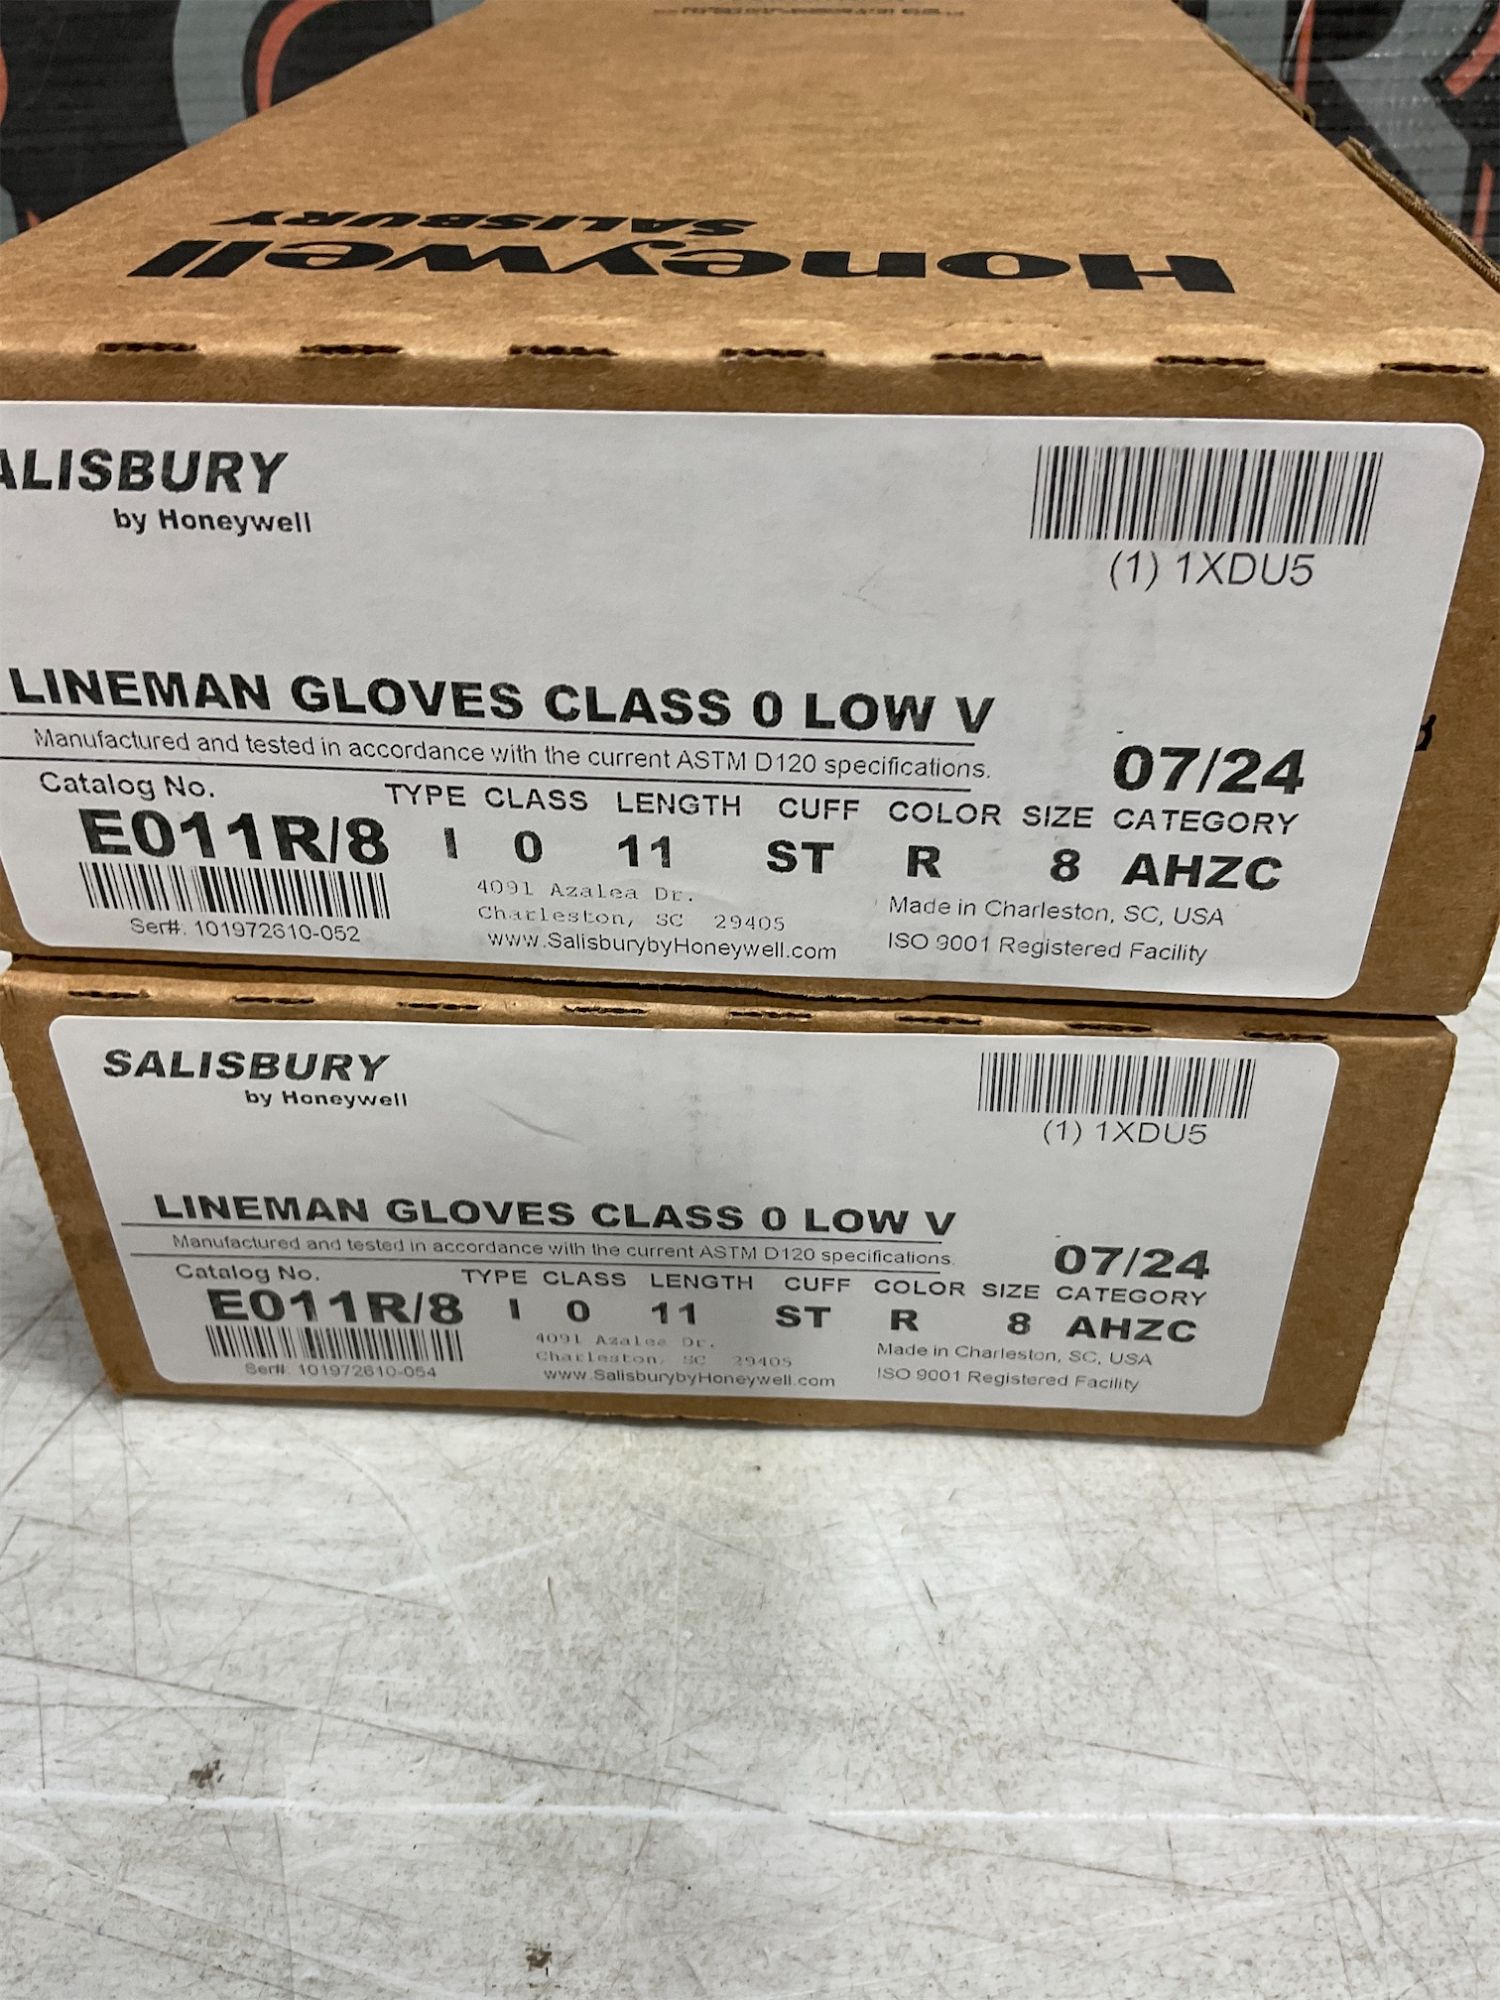 Honeywell
SALISBURY
ALISBURY
by Honeywell
(1) 1XDU5
LINEMAN GLOVES CLASS 0 LOW V
Manufactured and tested in accordance with the current ASTM D120 specifications.
07/24
Catalog No. TYPE CLASS LENGTH CUFF COLOR SIZE CATEGORY
E011R/8 I 0 11 ST R 8 AHZC
4091 Azalea Dr.
Charleston, SC 29405
www.SalisburybyHoneywell.com
Made in Charleston, SC, USA
ISO 9001 Registered Facility
Ser#. 101972610-052
SALISBURY
by Honeywell
(1) 1XDU5
LINEMAN GLOVES CLASS 0 LOW V
Manufactured and tested in accordance with the current ASTM D120 specifications.
07/24
Catalog No. TYPE CLASS LENGTH CUFF COLOR SIZE CATEGORY
E011R/8 I 0 11 ST R 8 AHZC
4091 Azalea Dr.
Charleston, SC 29405
www.SalisburybyHoneywell.com
Made in Charleston, SC, USA
ISO 9001 Registered Facility
Ser#. 101972610-054